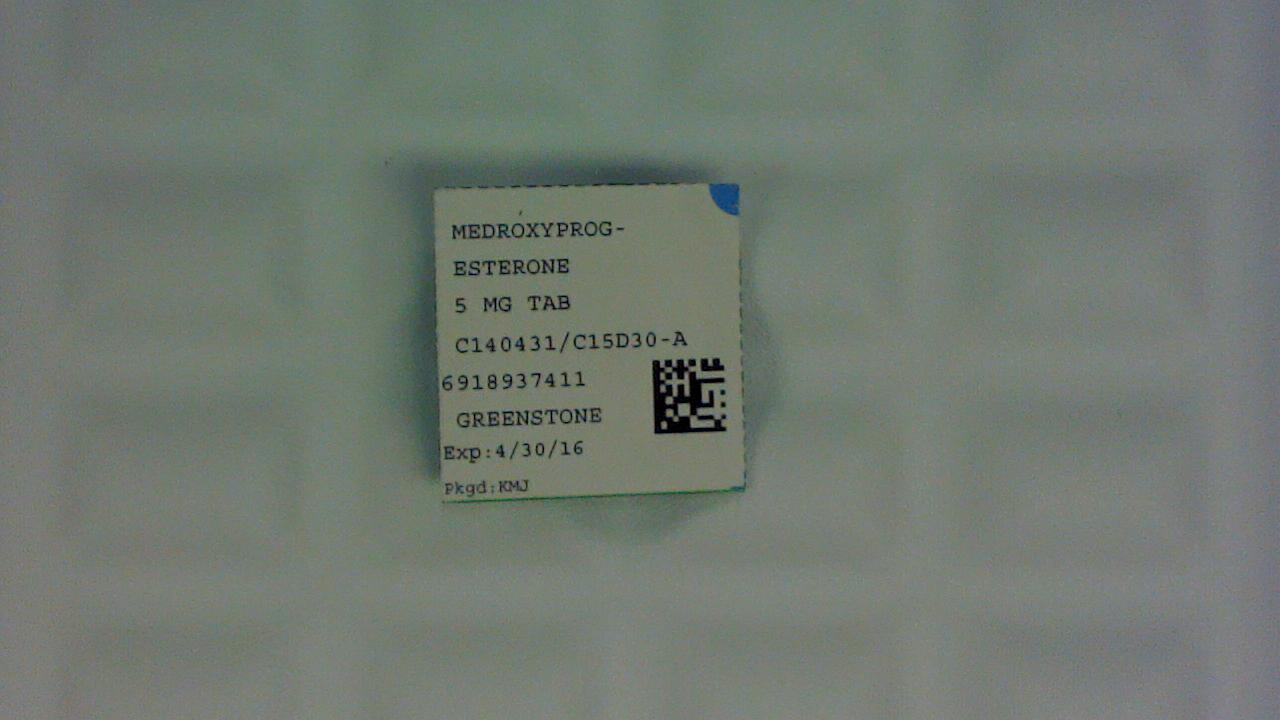 MEDROXYPROG-
ESTERONE
5 MG TAB
C140431/C15D30-A
6918937411
GREENSTONE
Exp:4/30/16
Pkgd:KMJ